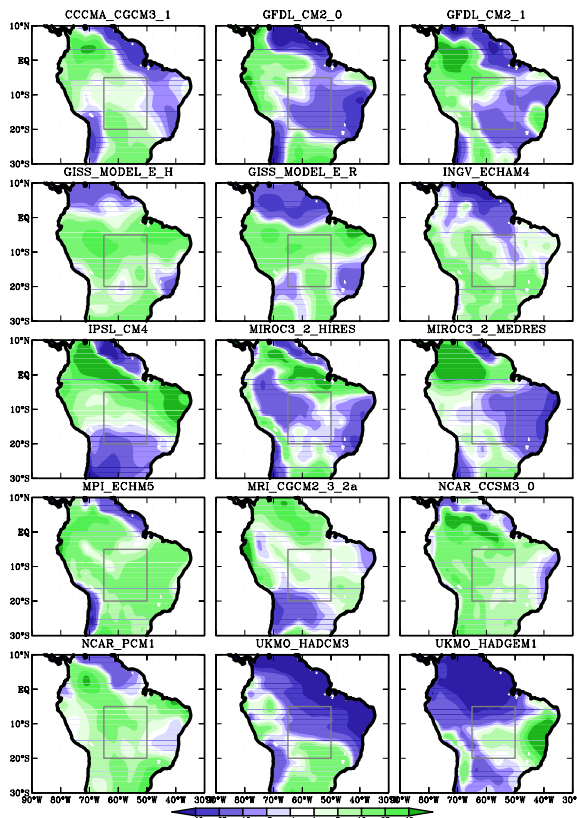 CCCMA_CGCM3_1 GFDL_CM2_0 GFDL_CM2_1
10°N
EQ
10°S
20°S
30°S
GISS_MODEL_E_H GISS_MODEL_E_R INGV_ECHAM4
10°N
EQ
10°S
20°S
30°S
IPSL_CM4 MIROC3_2_HIRES MIROC3_2_MEDRES
10°N
EQ
10°S
20°S
30°S
MPI_ECHM5 MRI_CGCM2_3_2a NCAR_CCSM3_0
10°N
EQ
10°S
20°S
30°S
NCAR_PCM1 UKMO_HADCM3 UKMO_HADGEM1
10°N
EQ
10°S
20°S
30°S
90°W 80°W 70°W 60°W 50°W 40°W 80°W 70°W 60°W 50°W 40°W 80°W 70°W 60°W 50°W 40°W 30°W